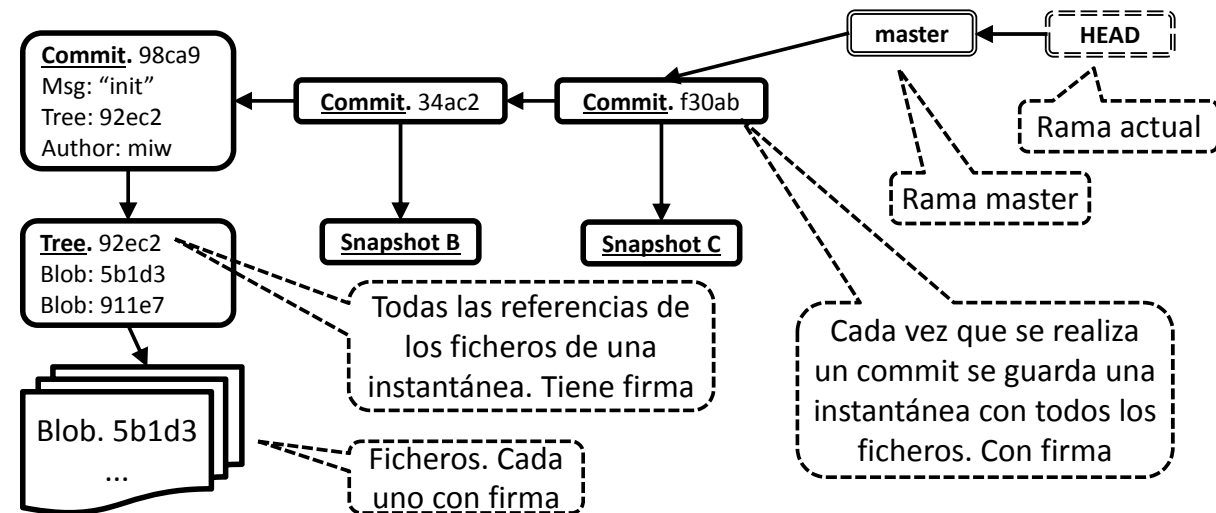 Commit. 98ca9
Msg: “init”
Tree: 92ec2
Author: miw
Commit. 34ac2
Commit. f30ab
master
HEAD
Rama actual
Rama master
Tree. 92ec2
Blob: 5b1d3
Blob: 911e7
Snapshot B
Snapshot C
Todas las referencias de
los ficheros de una
instantánea. Tiene firma
Cada vez que se realiza
un commit se guarda una
instantánea con todos los
ficheros. Con firma
Blob. 5b1d3
...
Ficheros. Cada
uno con firma